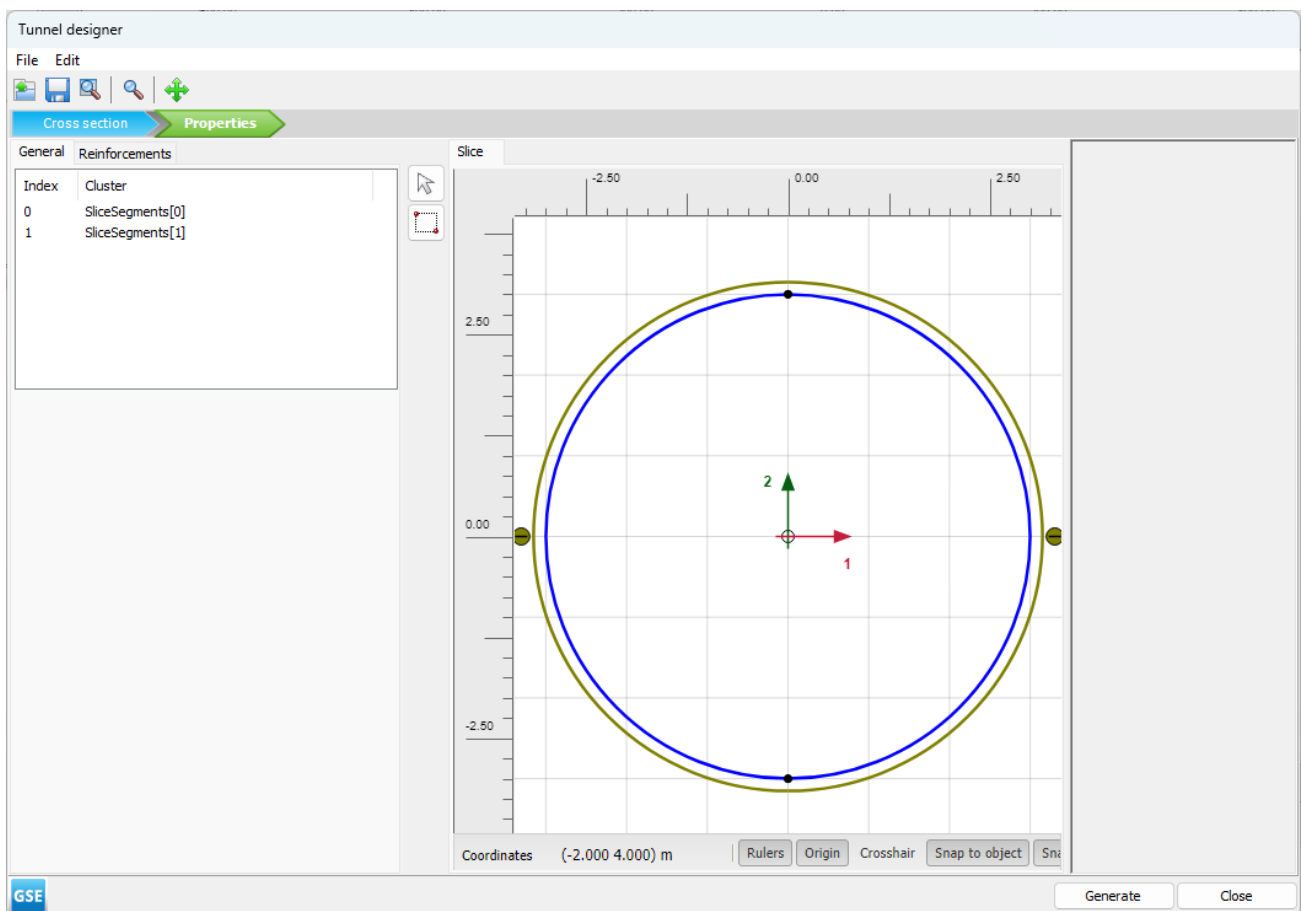 Tunnel designer
File Edit
Cross section Properties
General Reinforcements
Slice
Index Cluster
0 SliceSegments[0]
1 SliceSegments[1]
-2.50 0.00 2.50
2.50
2
0.00
1
-2.50
Coordinates (-2.000 4.000) m Rulers Origin Crosshair Snap to object Sna
GSE Generate Close